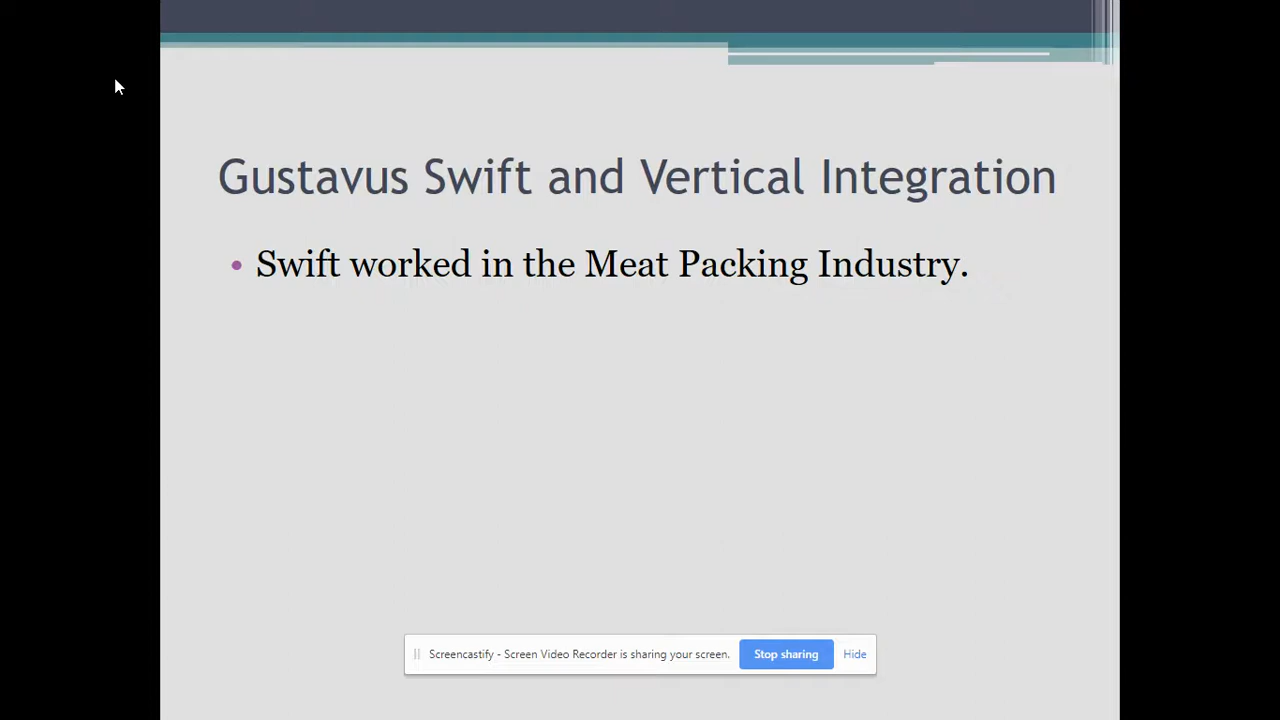 Gustavus Swift and Vertical Integration
• Swift worked in the Meat Packing Industry.
Screencastify - Screen Video Recorder is sharing your screen. Stop sharing Hide